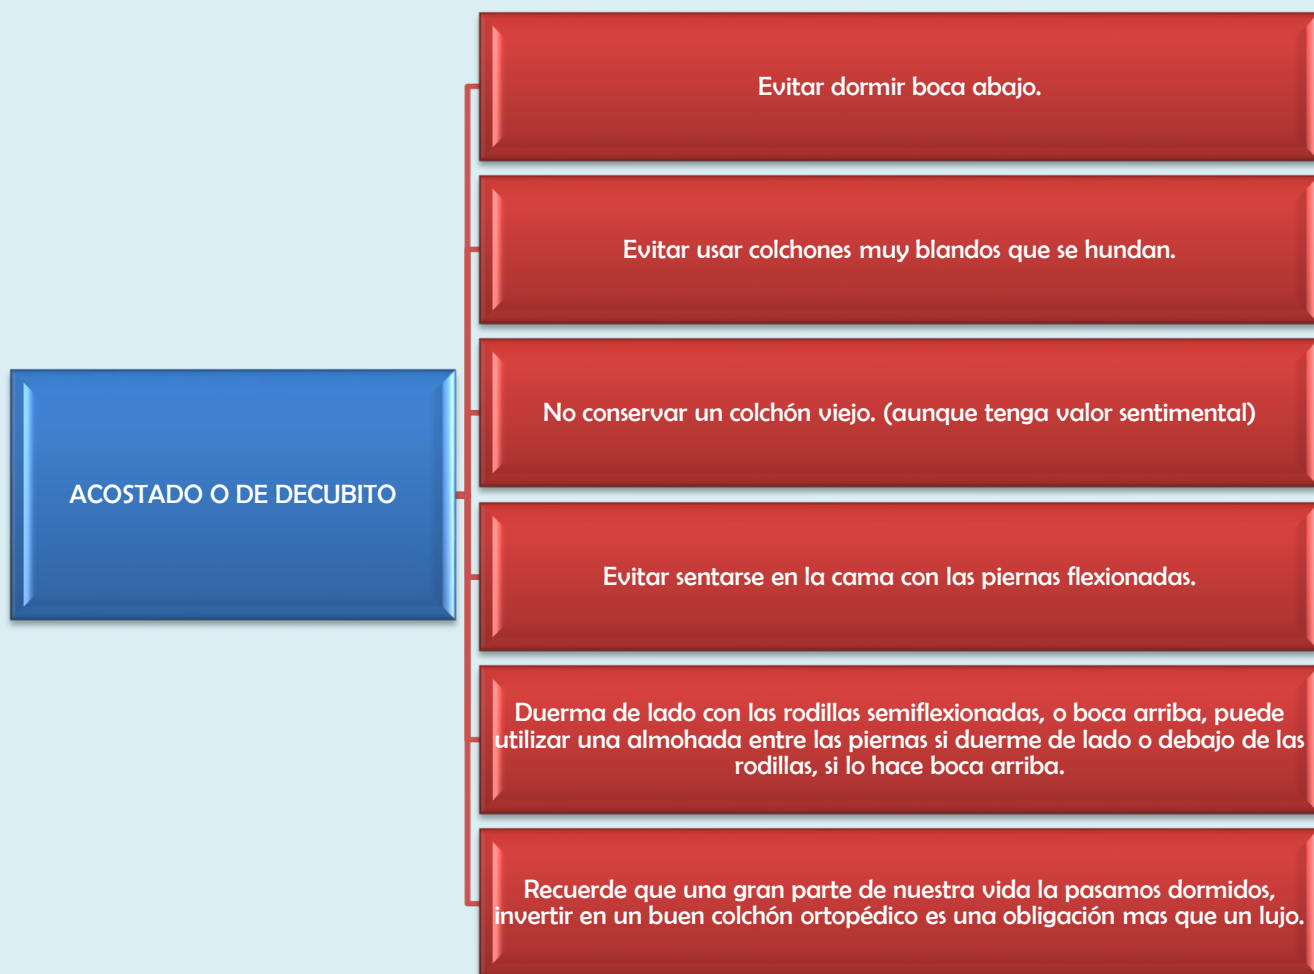 Evitar dormir boca abajo.
Evitar usar colchones muy blandos que se hundan.
No conservar un colchón viejo. (aunque tenga valor sentimental)
ACOSTADO O DE DECUBITO
Evitar sentarse en la cama con las piernas flexionadas.
Duerma de lado con las rodillas semiflexionadas, o boca arriba, puede
utilizar una almohada entre las piernas si duerme de lado o debajo de las
rodillas, si lo hace boca arriba.
Recuerde que una gran parte de nuestra vida la pasamos dormidos,
invertir en un buen colchón ortopédico es una obligación mas que un lujo.